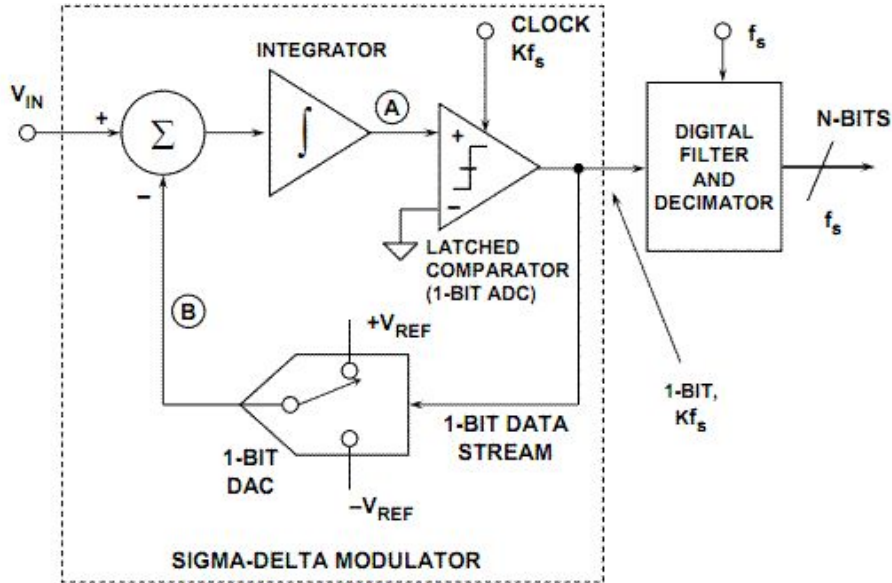 CLOCK
Kfs
fs
INTEGRATOR
VIN
A
+
Σ
∫
+
−
−
DIGITAL
FILTER
AND
DECIMATOR
N-BITS
fs
LATCHED
COMPARATOR
(1-BIT ADC)
B
+VREF
1-BIT DATA
STREAM
1-BIT,
Kfs
1-BIT
DAC
–VREF
SIGMA-DELTA MODULATOR